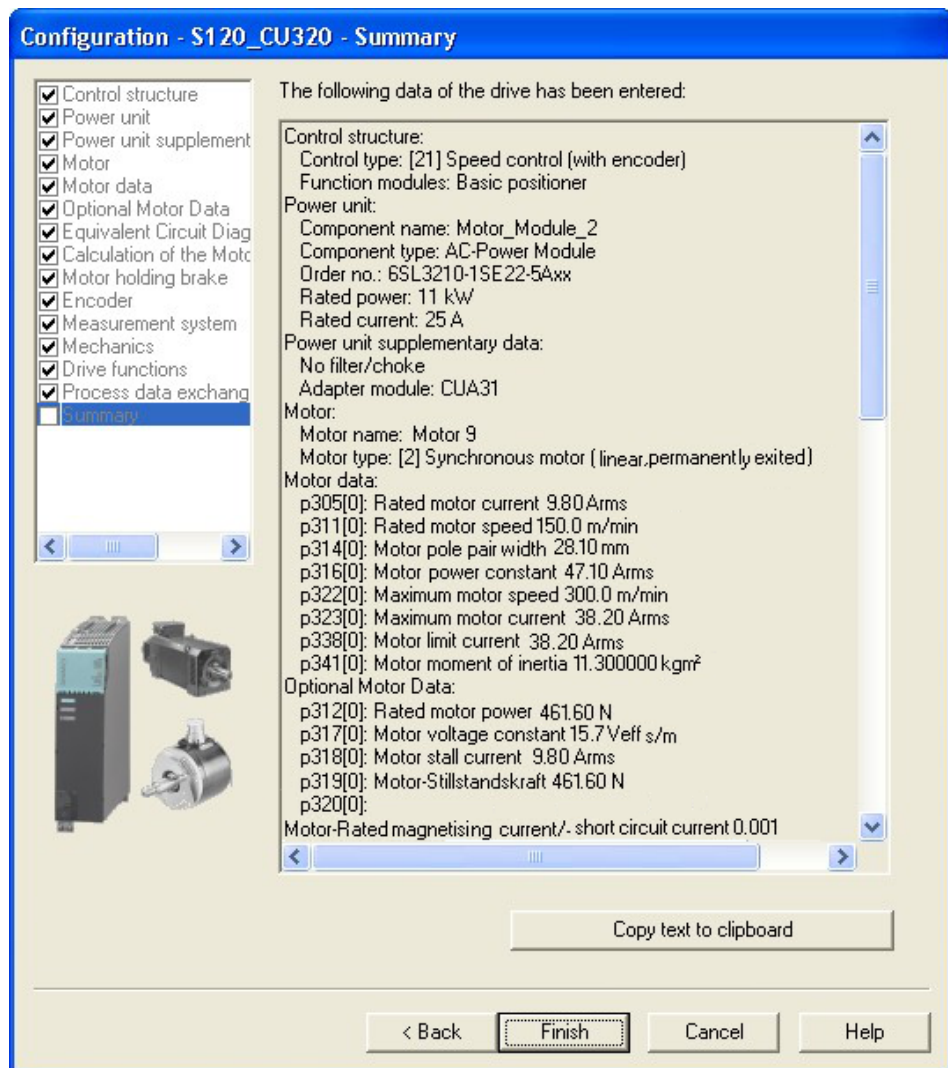 Configuration - S120_CU320 - Summary
Control structure
Power unit
Power unit supplement
Motor
Motor data
Optional Motor Data
Equivalent Circuit Diag
Calculation of the Moto
Motor holding brake
Encoder
Measurement system
Mechanics
Drive functions
Process data exchang
Summary
The following data of the drive has been entered:
Control structure:
Control type: [21] Speed control (with encoder)
Function modules: Basic positioner
Power unit:
Component name: Motor_Module_2
Component type: AC-Power Module
Order no.: 6SL3210-1SE22-5Axx
Rated power: 11 kW
Rated current: 25 A
Power unit supplementary data:
No filter/choke
Adapter module: CUA31
Motor:
Motor name: Motor 9
Motor type: [2] Synchronous motor (linear,permanently exited)
Motor data:
p305[0]: Rated motor current 9.80 Arms
p311[0]: Rated motor speed 150.0 m/min
p314[0]: Motor pole pair width 28.10 mm
p316[0]: Motor power constant 47.10 Arms
p322[0]: Maximum motor speed 300.0 m/min
p323[0]: Maximum motor current 38.20 Arms
p338[0]: Motor limit current 38.20 Arms
p341[0]: Motor moment of inertia 11.300000 kgm²
Optional Motor Data:
p312[0]: Rated motor power 461.60 N
p317[0]: Motor voltage constant 15.7 Veff s/m
p318[0]: Motor stall current 9.80 Arms
p319[0]: Motor-Stillstandskraft 461.60 N
p320[0]:
Motor-Rated magnetising current/- short circuit current 0.001
Copy text to clipboard
< Back
Finish
Cancel
Help